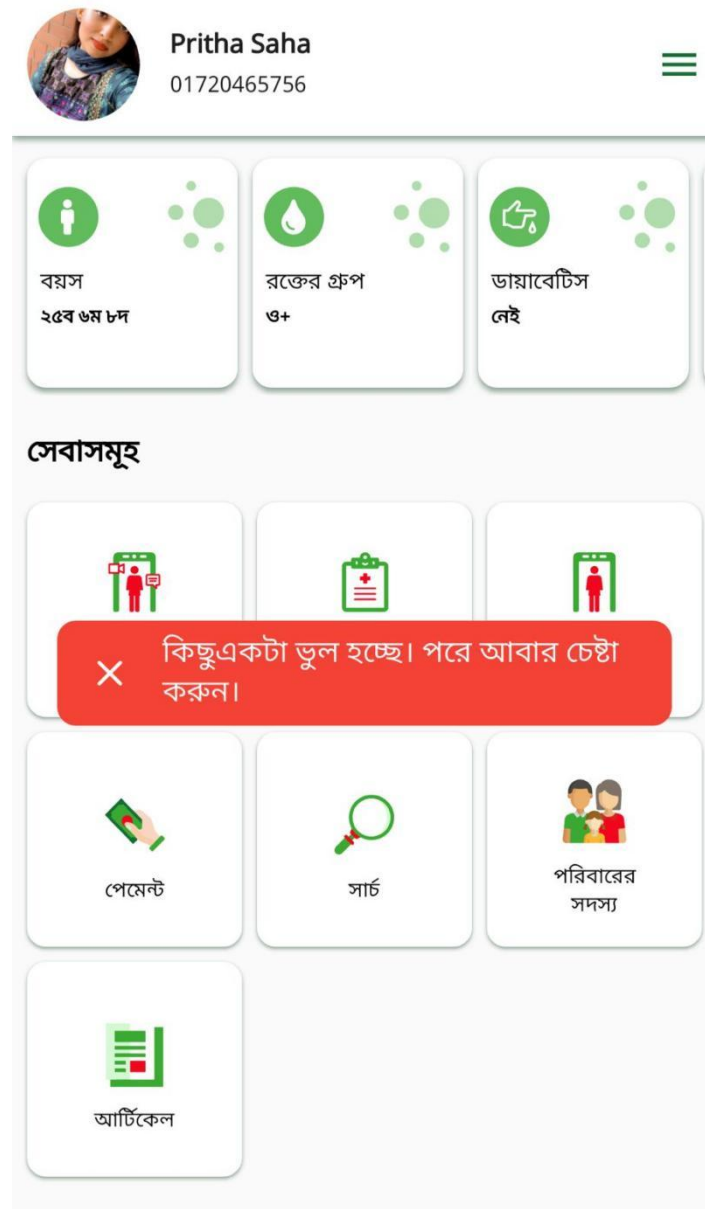 Pritha Saha
01720465756
বয়স
২৫ব ৬ম ৮দ
রক্তের গ্রুপ
ও+
ডায়াবেটিস
নেই
সেবাসমূহ
কিছুএকটা ভুল হচ্ছে। পরে আবার চেষ্টা
করুন।
পেমেন্ট
সার্চ
পরিবারের
সদস্য
আর্টিকেল